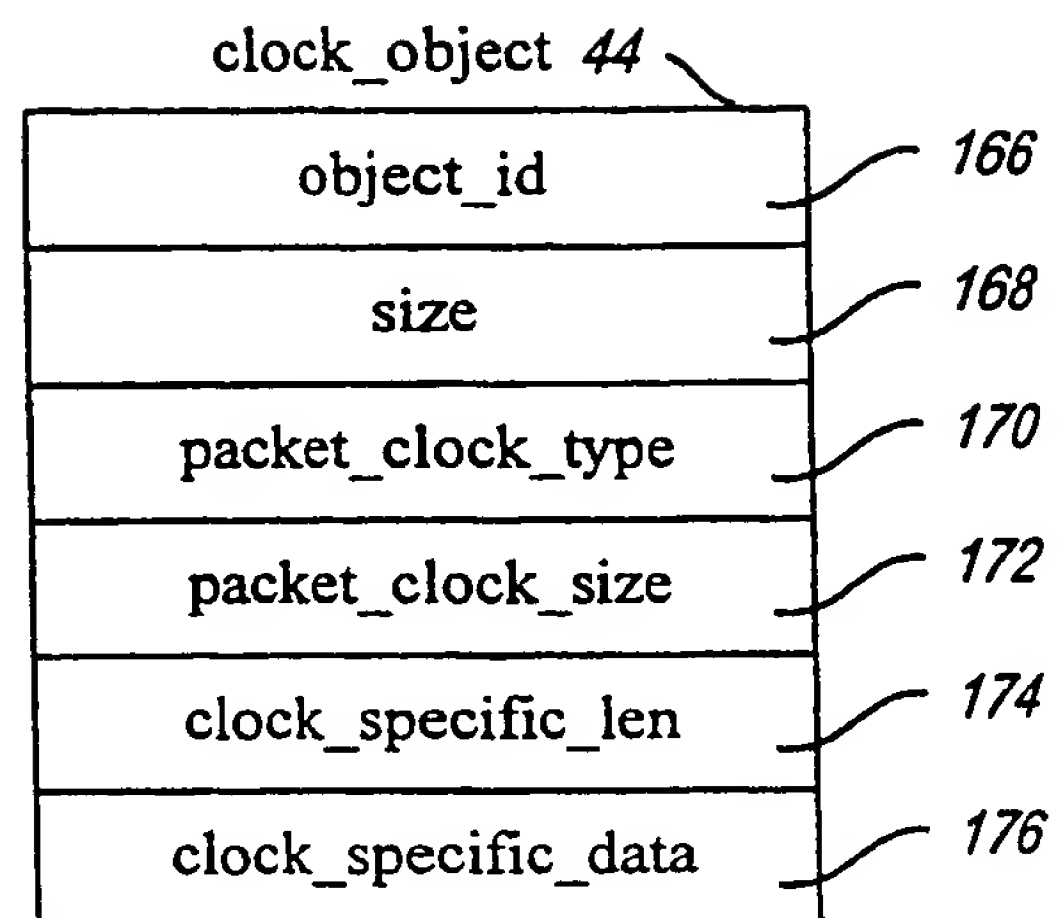 clock_object 44
object_id 166
size 168
packet_clock_type 170
packet_clock_size 172
clock_specific_len 174
clock_specific_data 176